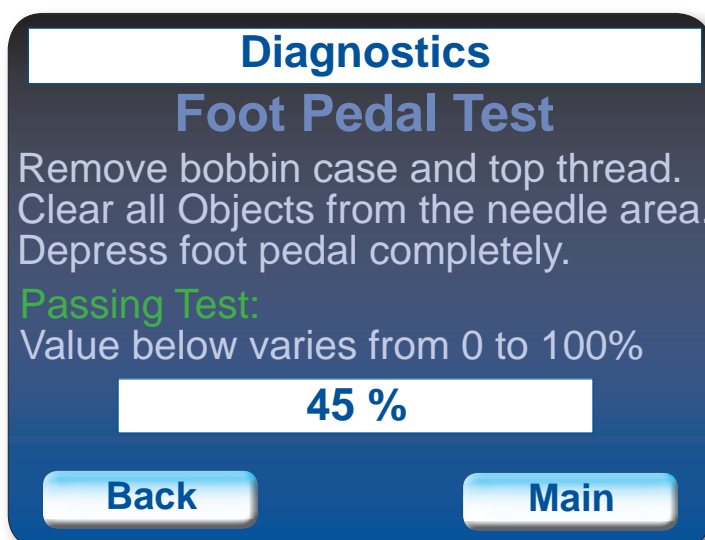 Diagnostics
Foot Pedal Test
Remove bobbin case and top thread.
Clear all Objects from the needle area.
Depress foot pedal completely.
Passing Test:
Value below varies from 0 to 100%
45 %
Back
Main